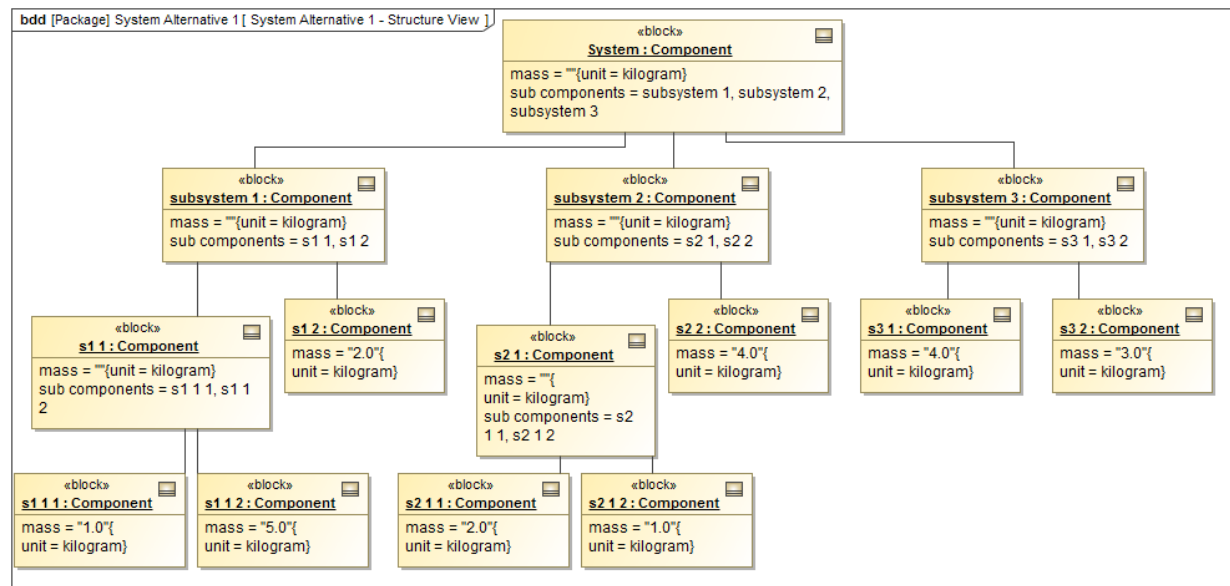 bdd [Package] System Alternative 1 [ System Alternative 1 - Structure View ]
«block»
System : Component
mass = ""{unit = kilogram}
sub components = subsystem 1, subsystem 2,
subsystem 3
«block»
subsystem 1 : Component
mass = ""{unit = kilogram}
sub components = s1 1, s1 2
«block»
subsystem 2 : Component
mass = ""{unit = kilogram}
sub components = s2 1, s2 2
«block»
subsystem 3 : Component
mass = ""{unit = kilogram}
sub components = s3 1, s3 2
«block»
s1 1 : Component
mass = ""{unit = kilogram}
sub components = s1 1 1, s1 1
2
«block»
s1 2 : Component
mass = "2.0"{
unit = kilogram}
«block»
s2 1 : Component
mass = ""{
unit = kilogram}
sub components = s2
1 1, s2 1 2
«block»
s2 2 : Component
mass = "4.0"{
unit = kilogram}
«block»
s3 1 : Component
mass = "4.0"{
unit = kilogram}
«block»
s3 2 : Component
mass = "3.0"{
unit = kilogram}
«block»
s1 1 1 : Component
mass = "1.0"{
unit = kilogram}
«block»
s1 1 2 : Component
mass = "5.0"{
unit = kilogram}
«block»
s2 1 1 : Component
mass = "2.0"{
unit = kilogram}
«block»
s2 1 2 : Component
mass = "1.0"{
unit = kilogram}